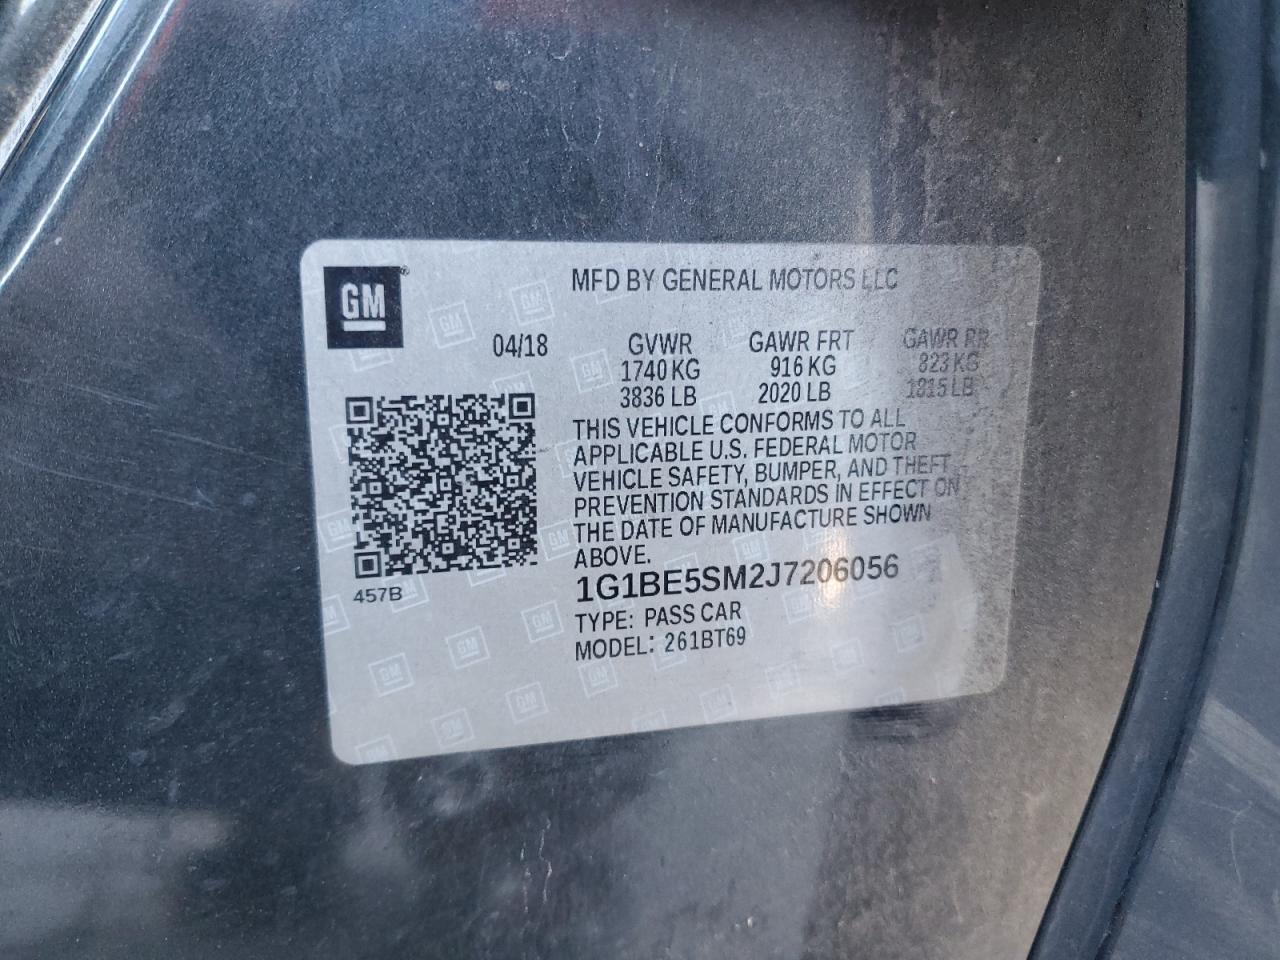 GM
MFD BY GENERAL MOTORS LLC
04/18
GVWR GAWR FRT GAWR RR
1740 KG 916 KG 823 KG
3836 LB 2020 LB 1815 LB
THIS VEHICLE CONFORMS TO ALL
APPLICABLE U.S. FEDERAL MOTOR
VEHICLE SAFETY, BUMPER, AND THEFT
PREVENTION STANDARDS IN EFFECT ON
THE DATE OF MANUFACTURE SHOWN
ABOVE.
457B
1G1BE5SM2J7206056
TYPE: PASS CAR
MODEL: 261BT69